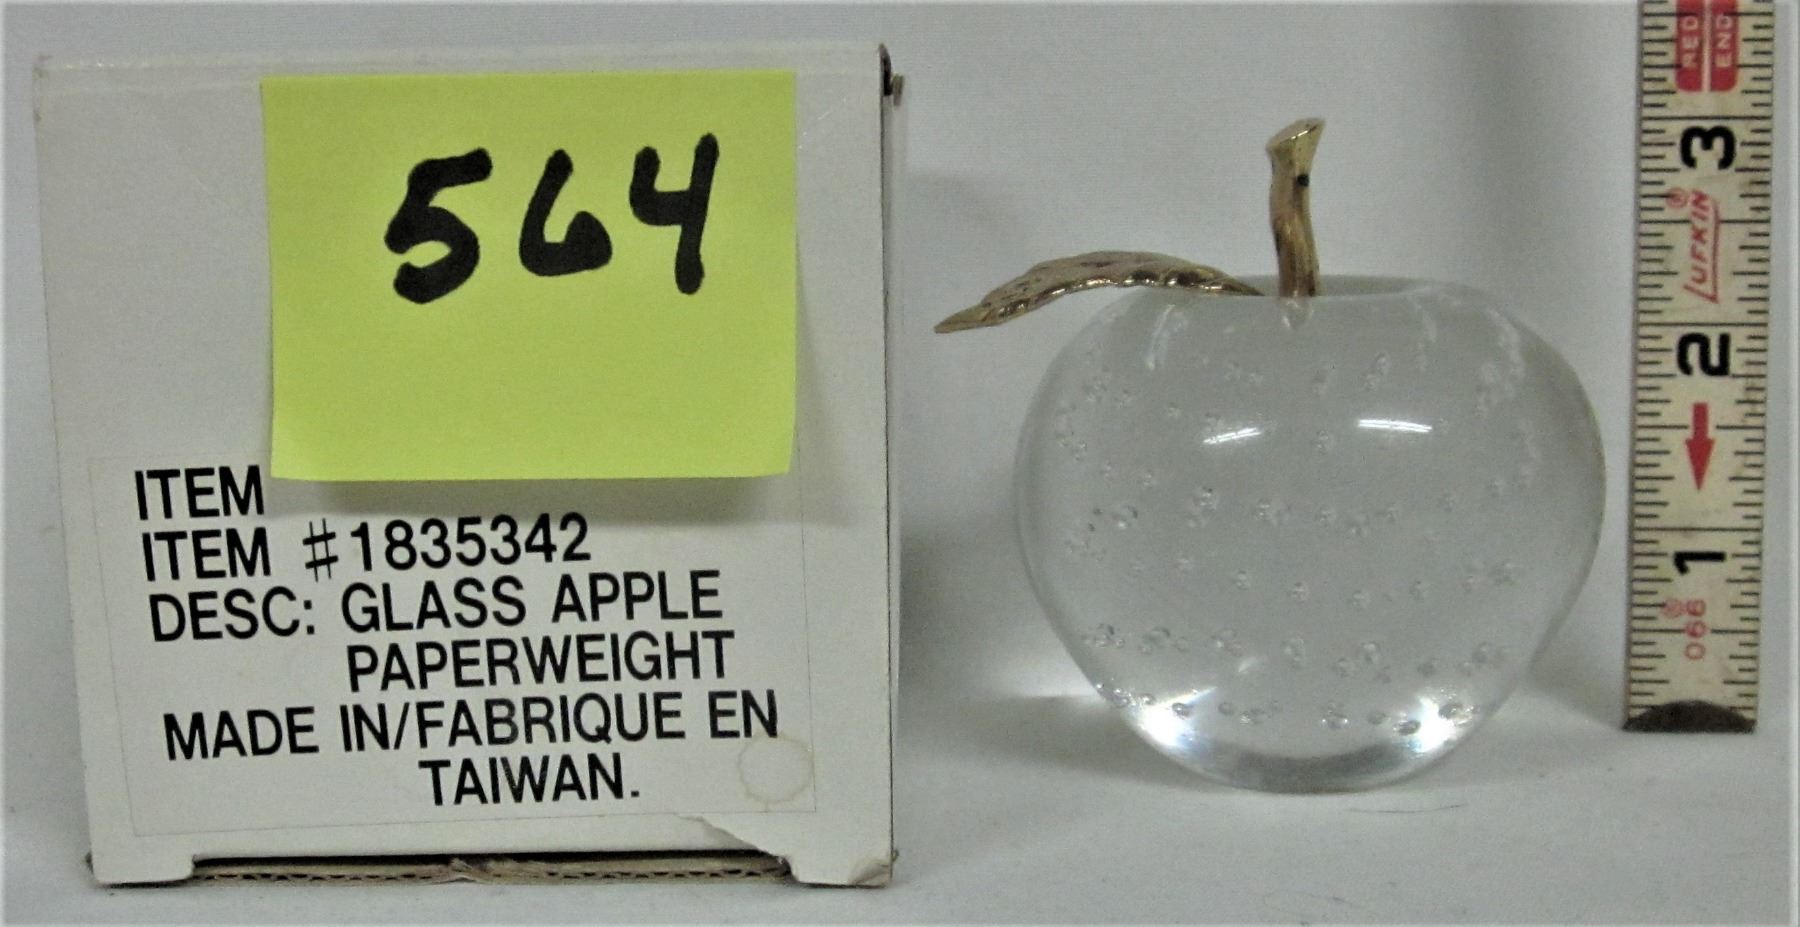 564
ITEM
ITEM #1835342
DESC: GLASS APPLE
PAPERWEIGHT
MADE IN/FABRIQUE EN
TAIWAN.
RED
END
3
LUFKIN®
2
1
066®